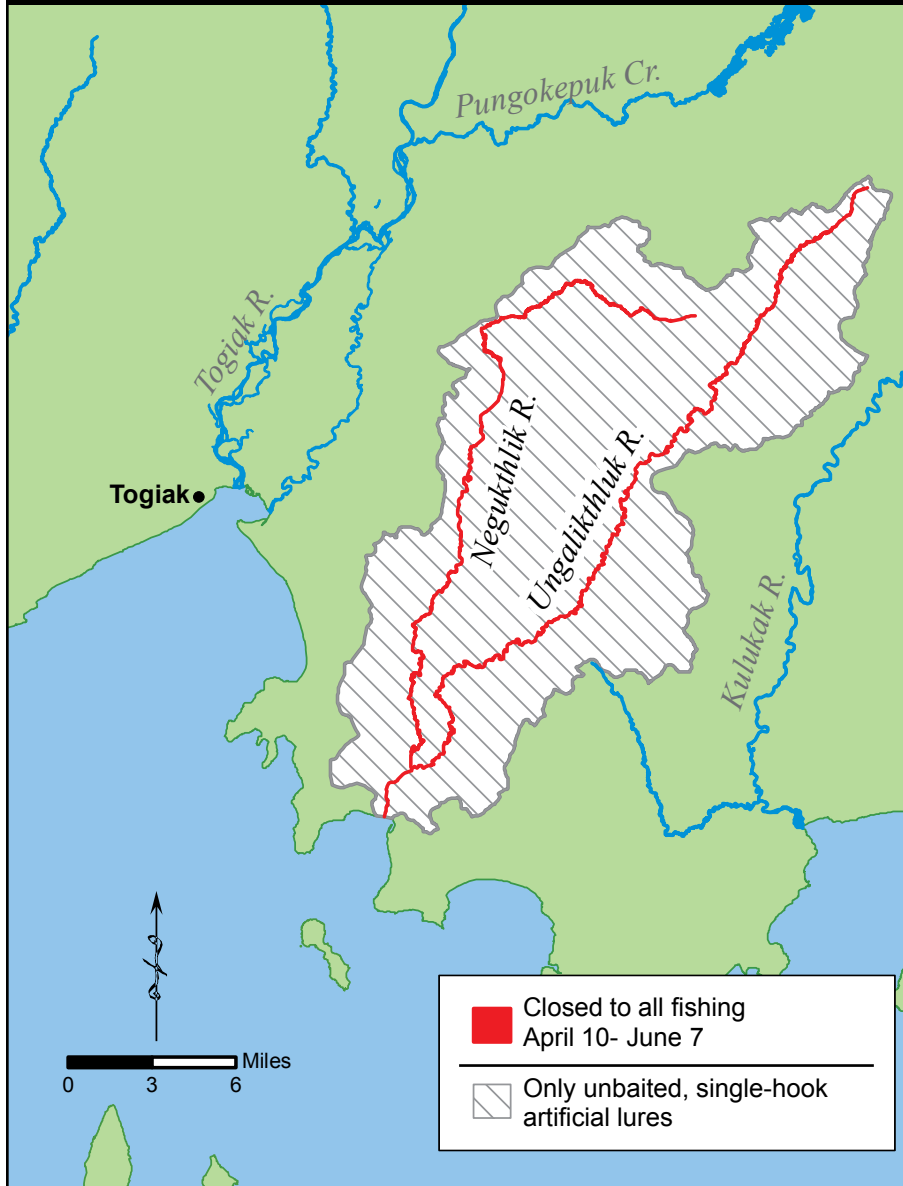 Pungokepuk Cr.
Togiak R.
Negukthlik R.
Togiak
Ungalikthluk R.
Kulukak R.
Closed to all fishing
April 10- June 7
Miles
0 3 6
Only unbaited, single-hook
artificial lures